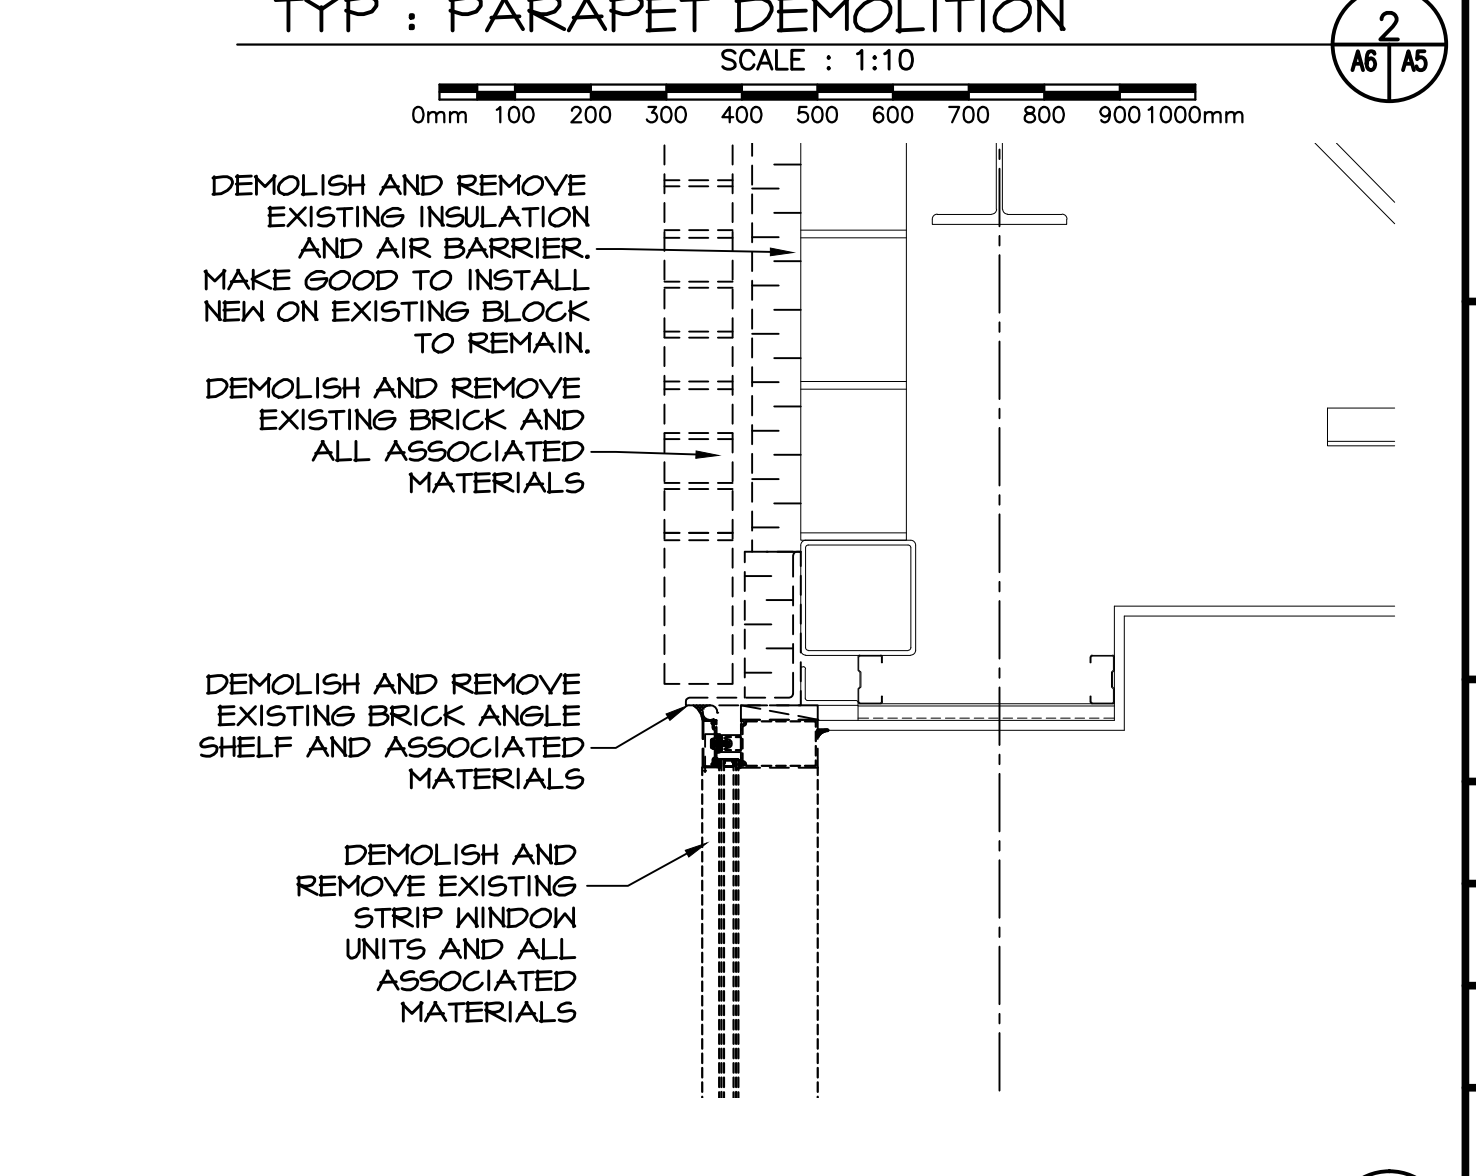 TYP : PARAPET DEMOLITION
2
SCALE : 1:10
A6 A5
0mm 100 200 300 400 500 600 700 800 900 1000mm
DEMOLISH AND REMOVE
EXISTING INSULATION
AND AIR BARRIER.
MAKE GOOD TO INSTALL
NEW ON EXISTING BLOCK
TO REMAIN.
DEMOLISH AND REMOVE
EXISTING BRICK AND
ALL ASSOCIATED
MATERIALS
DEMOLISH AND REMOVE
EXISTING BRICK ANGLE
SHELF AND ASSOCIATED
MATERIALS
DEMOLISH AND
REMOVE EXISTING
STRIP WINDOW
UNITS AND ALL
ASSOCIATED
MATERIALS